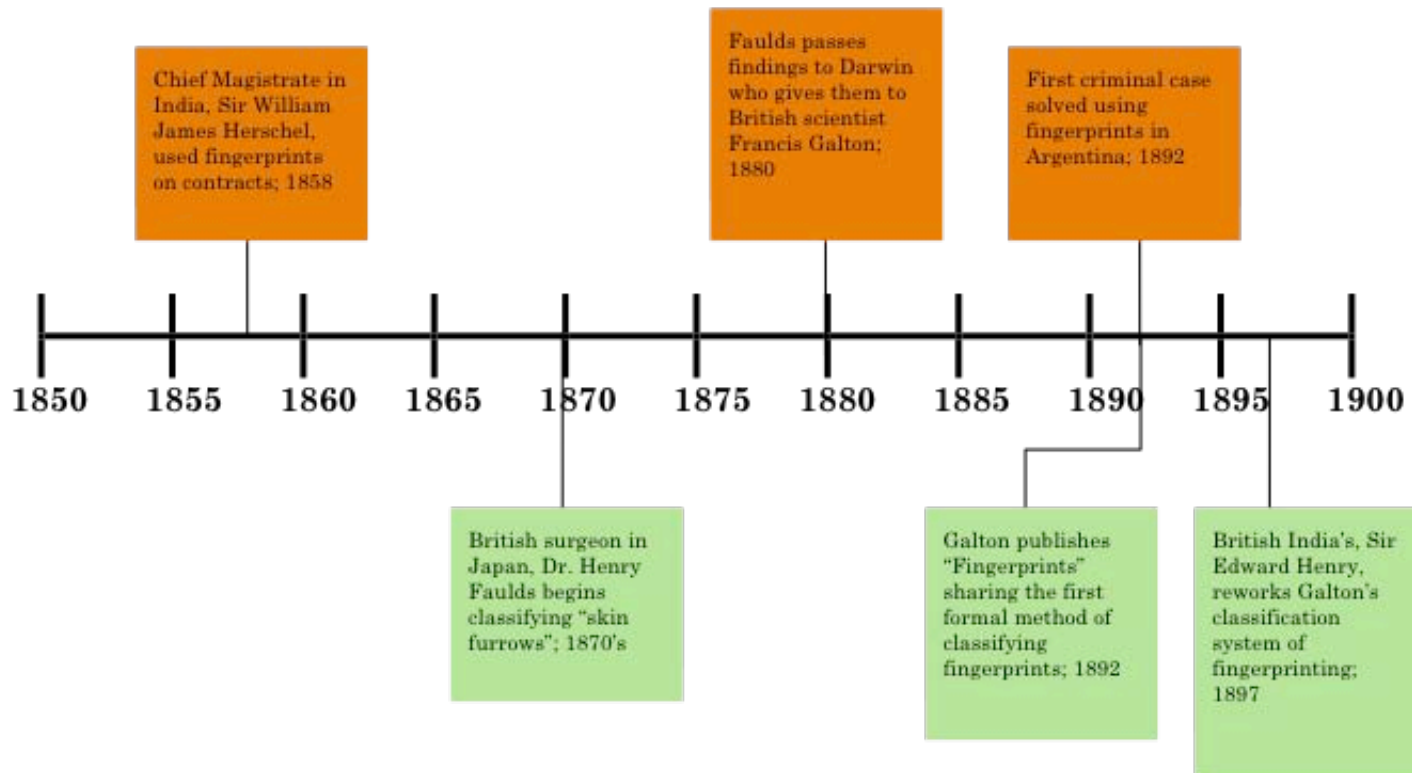 Chief Magistrate in
India, Sir William
James Herschel,
used fingerprints
on contracts; 1858
Faulds passes
findings to Darwin
who gives them to
British scientist
Francis Galton;
1880
First criminal case
solved using
fingerprints in
Argentina; 1892
1850 1855 1860 1865 1870 1875 1880 1885 1890 1895 1900
British surgeon in
Japan, Dr. Henry
Faulds begins
classifying “skin
furrows”; 1870’s
Galton publishes
“Fingerprints”
sharing the first
formal method of
classifying
fingerprints; 1892
British India’s, Sir
Edward Henry,
reworks Galton’s
classification
system of
fingerprinting;
1897